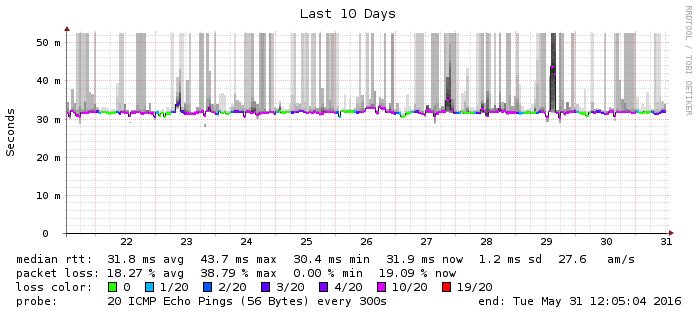 Last 10 Days
RRDTOOL / TOBI OETIKER
Seconds
50 m
40 m
30 m
20 m
10 m
0
22 23 24 25 26 27 28 29 30 31
median rtt: 31.8 ms avg 43.7 ms max 30.4 ms min 31.9 ms now 1.2 ms sd 27.6 am/s
packet loss: 18.27 % avg 38.79 % max 0.00 % min 19.09 % now
loss color: 0 1/20 2/20 3/20 4/20 10/20 19/20
probe: 20 ICMP Echo Pings (56 Bytes) every 300s end: Tue May 31 12:05:04 2016